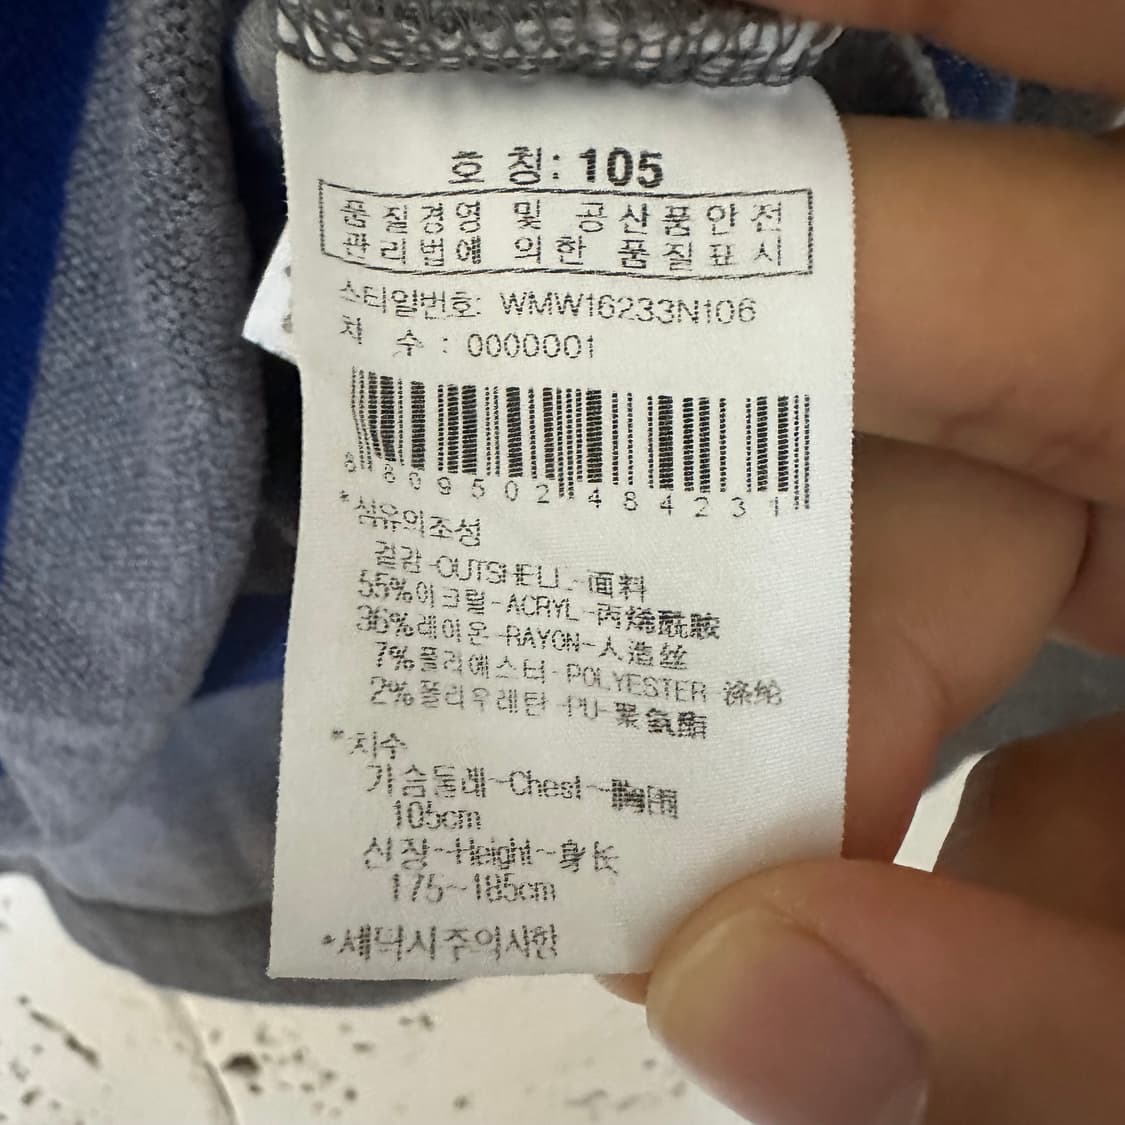 호 칭: 105
품질경영 및 공산품안전
관리법에 의한 품질표시
스타일번호: WMW16233N106
차 수 : 0000001
8 809502 484231
*섬유의조성
겉감-OUTSHELL-面料
55%아크릴-ACRYL-丙烯酰胺
36%레이온-RAYON-人造丝
7%폴리에스터-POLYESTER-涤纶
2%폴리우레탄-PU-聚氨酯
*치수
가슴둘레-Chest-胸围
105cm
신장-Height-身长
175~185cm
*세탁시주의사항